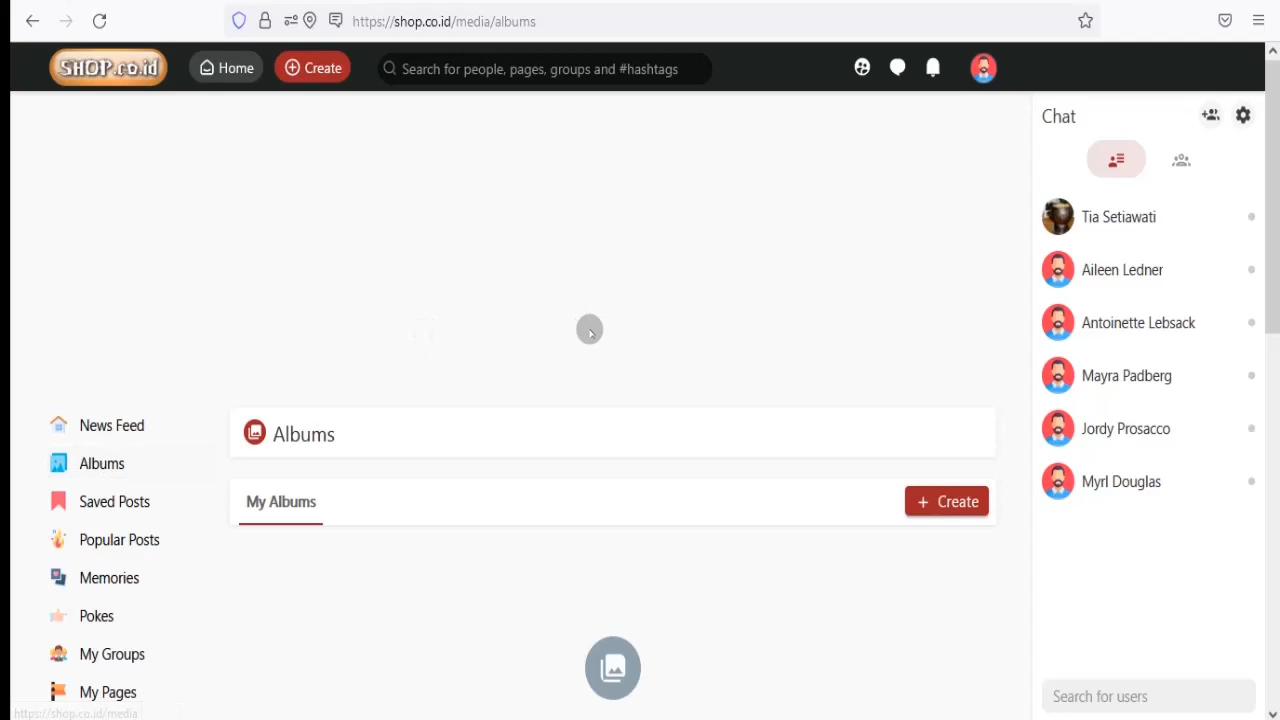 https://shop.co.id/media/albums
SHOP.co.id
Home
Create
Search for people, pages, groups and #hashtags
Chat
Tia Setiawati
Aileen Ledner
Antoinette Lebsack
Mayra Padberg
Jordy Prosacco
Myrl Douglas
Search for users
News Feed
Albums
Saved Posts
Popular Posts
Memories
Pokes
My Groups
My Pages
Albums
My Albums
+ Create
https://shop.co.id/media